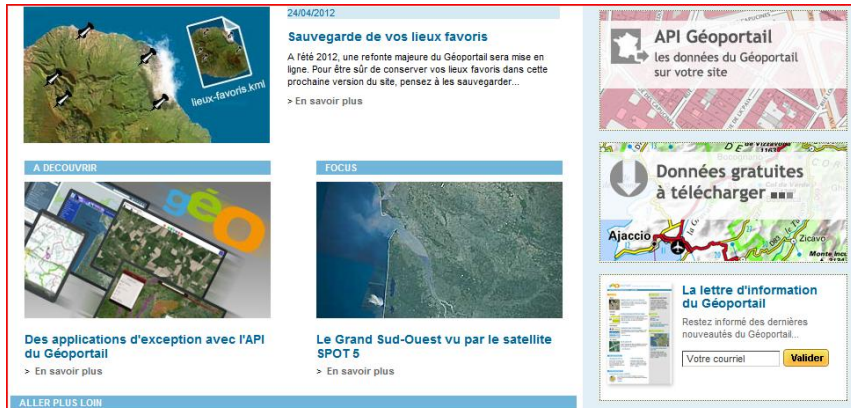 24/04/2012
Sauvegarde de vos lieux favoris
A l'été 2012, une refonte majeure du Géoportail sera mise en
ligne. Pour être sûr de conserver vos lieux favoris dans cette
prochaine version du site, pensez à les sauvegarder...
> En savoir plus
lieux-favoris.kml
A DECOUVRIR
géo
Des applications d'exception avec l'API
du Géoportail
> En savoir plus
FOCUS
Le Grand Sud-Ouest vu par le satellite
SPOT 5
> En savoir plus
ALLER PLUS LOIN
API Géoportail
les données du Géoportail
sur votre site
Données gratuites
à télécharger
Ajaccio
Zicavo
La lettre d'information
du Géoportail
Restez informé des dernières
nouveautés du Géoportail...
Votre courriel
Valider